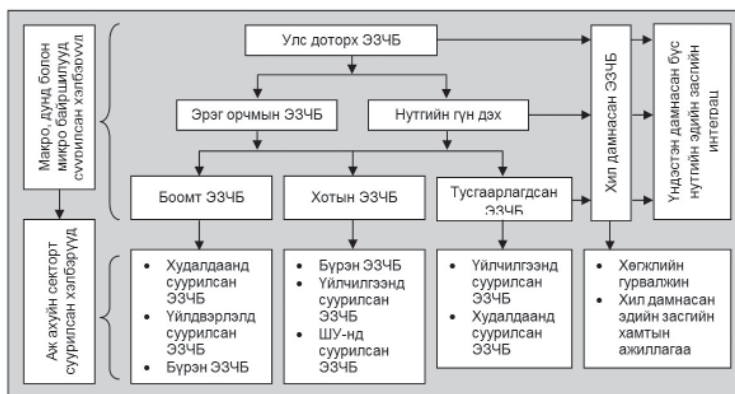 Макро, дунд болон
микро байршилууд
суурилсан хэлбэрүүд
Аж ахуйн секторт
суурилсан хэлбэрүүд
Улс доторх ЭЗЧБ
Эрэг орчмын ЭЗЧБ
Нутгийн гүн дэх
Боомт ЭЗЧБ
Хотын ЭЗЧБ
Тусгаарлагдсан
ЭЗЧБ
Хил дамнасан ЭЗЧБ
Үндэстэн дамнасан бүс
нутгийн эдийн засгийн
интеграц
• Худалдаанд
суурилсан
ЭЗЧБ
• Үйлдвэрлэлд
суурилсан
ЭЗЧБ
• Бүрэн ЭЗЧБ
• Бүрэн ЭЗЧБ
• Үйлчилгээнд
суурилсан
ЭЗЧБ
• ШУ-нд
суурилсан
ЭЗЧБ
• Үйлчилгээнд
суурилсан
ЭЗЧБ
• Худалдаанд
суурилсан
ЭЗЧБ
• Хөгжлийн
гурвалжин
• Хил дамнасан
эдийн засгийн
хамтын
ажиллагаа